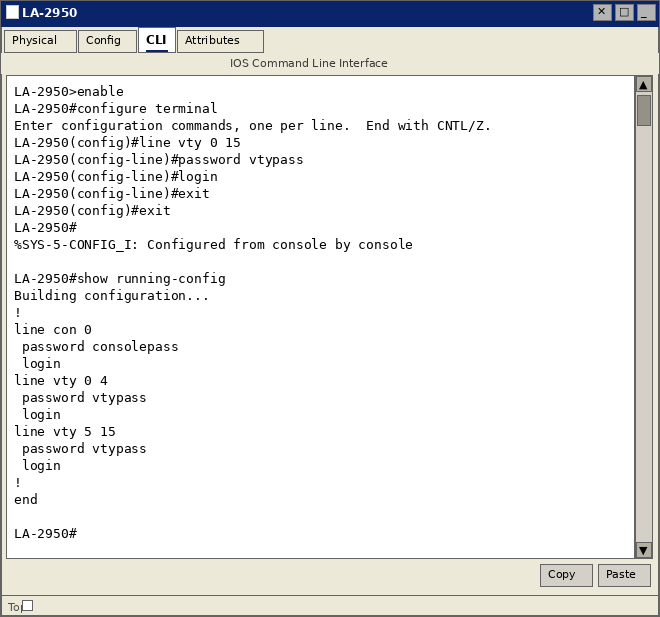 LA-2950
Physical Config CLI Attributes
IOS Command Line Interface
LA-2950>enable
LA-2950#configure terminal
Enter configuration commands, one per line.  End with CNTL/Z.
LA-2950(config)#line vty 0 15
LA-2950(config-line)#password vtypass
LA-2950(config-line)#login
LA-2950(config-line)#exit
LA-2950(config)#exit
LA-2950#
%SYS-5-CONFIG_I: Configured from console by console

LA-2950#show running-config
Building configuration...
!
line con 0
 password consolepass
 login
line vty 0 4
 password vtypass
 login
line vty 5 15
 password vtypass
 login
!
end

LA-2950#
Copy Paste